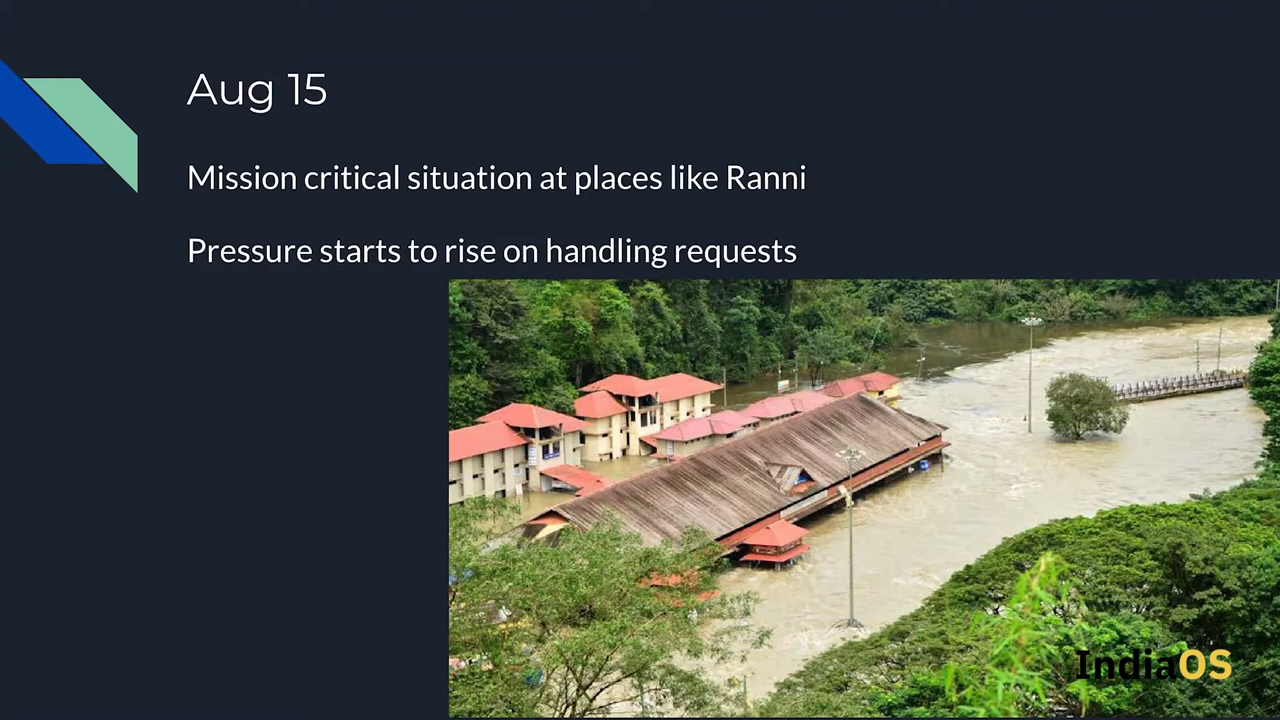 Aug 15
Mission critical situation at places like Ranni
Pressure starts to rise on handling requests
IndiaOS